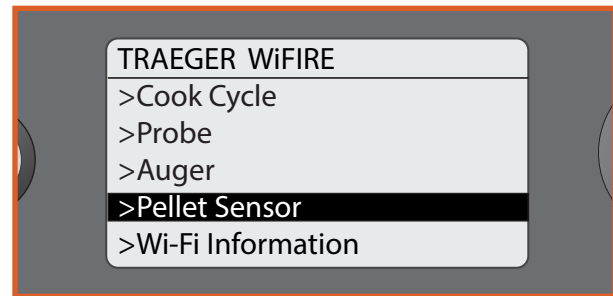 TRAEGER WiFIRE
>Cook Cycle
>Probe
>Auger
>Pellet Sensor
>Wi-Fi Information